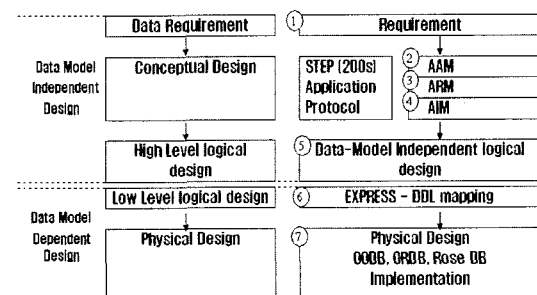 Data Requirement
1 Requirement
Data Model
Independent
Design
Conceptual Design
STEP (200s)
Application
Protocol
2 AAM
3 ARM
4 AIM
High Level logical
design
5 Data-Model Independent logical
design
Low Level logical design
6 EXPRESS - DDL mapping
Data Model
Dependent
Design
Physical Design
7 Physical Design
OODB, ORDB, Rose DB
Implementation